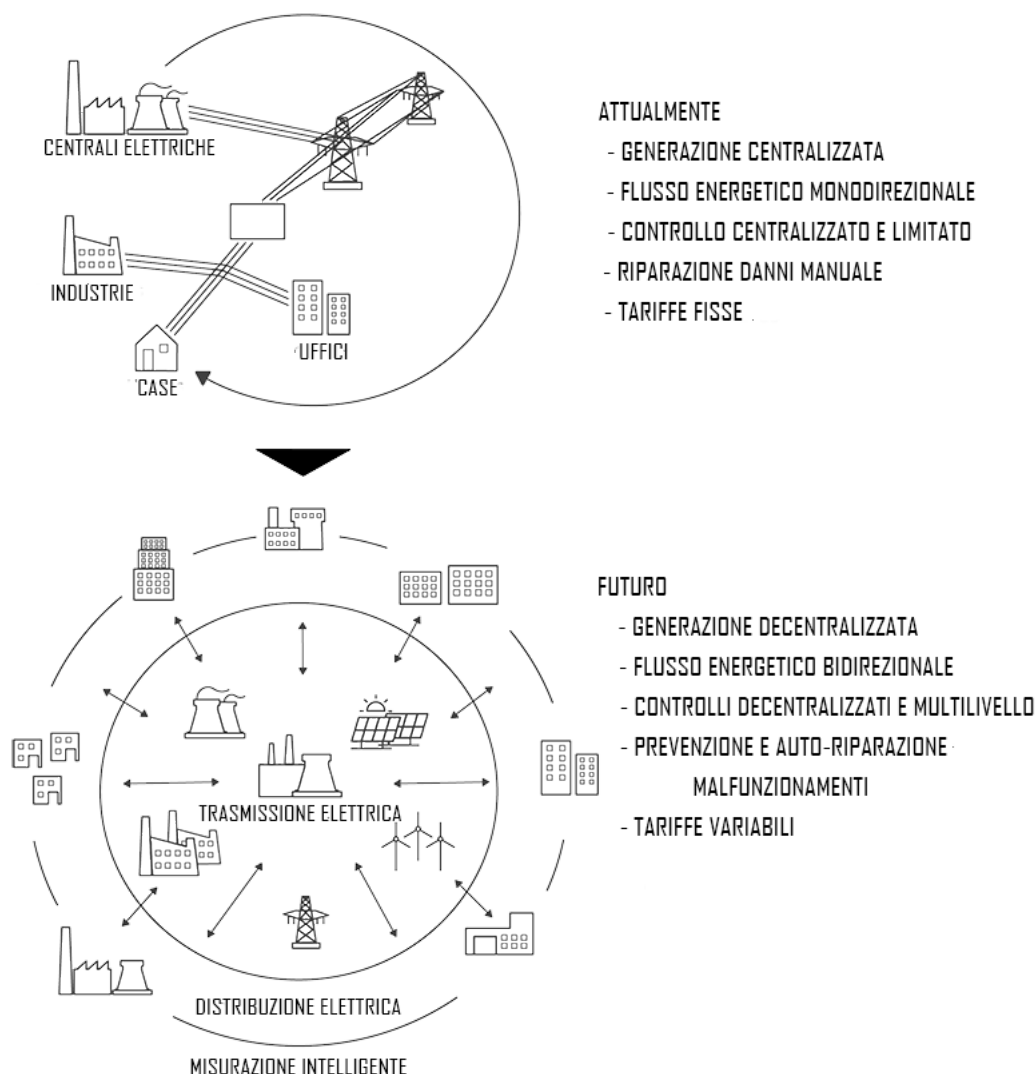 CENTRALI ELETTRICHE
INDUSTRIE
UFFICI
CASE
ATTUALMENTE
- GENERAZIONE CENTRALIZZATA
- FLUSSO ENERGETICO MONODIREZIONALE
- CONTROLLO CENTRALIZZATO E LIMITATO
- RIPARAZIONE DANNI MANUALE
- TARIFFE FISSE
TRASMISSIONE ELETTRICA
DISTRIBUZIONE ELETTRICA
MISURAZIONE INTELLIGENTE
FUTURO
- GENERAZIONE DECENTRALIZZATA
- FLUSSO ENERGETICO BIDIREZIONALE
- CONTROLLI DECENTRALIZZATI E MULTILIVELLO
- PREVENZIONE E AUTO-RIPARAZIONE
MALFUNZIONAMENTI
- TARIFFE VARIABILI